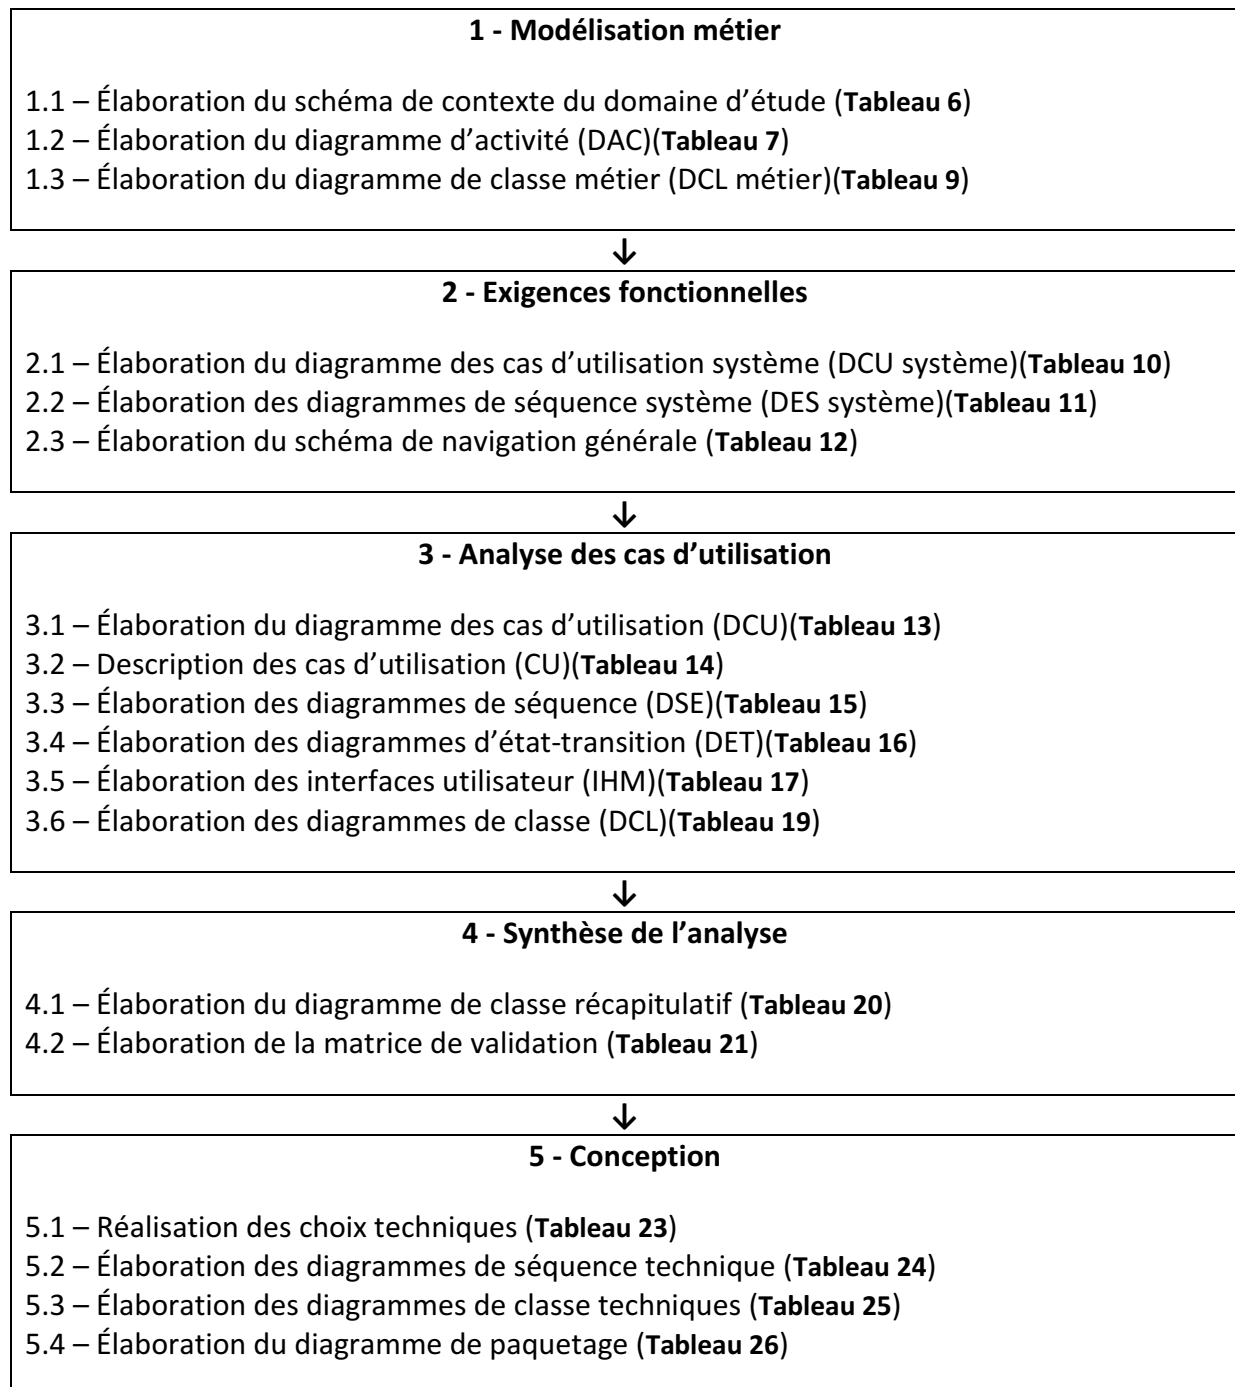 1 - Modélisation métier
1.1 – Élaboration du schéma de contexte du domaine d’étude (Tableau 6)
1.2 – Élaboration du diagramme d’activité (DAC)(Tableau 7)
1.3 – Élaboration du diagramme de classe métier (DCL métier)(Tableau 9)
↓
2 - Exigences fonctionnelles
2.1 – Élaboration du diagramme des cas d’utilisation système (DCU système)(Tableau 10)
2.2 – Élaboration des diagrammes de séquence système (DES système)(Tableau 11)
2.3 – Élaboration du schéma de navigation générale (Tableau 12)
↓
3 - Analyse des cas d’utilisation
3.1 – Élaboration du diagramme des cas d’utilisation (DCU)(Tableau 13)
3.2 – Description des cas d’utilisation (CU)(Tableau 14)
3.3 – Élaboration des diagrammes de séquence (DSE)(Tableau 15)
3.4 – Élaboration des diagrammes d’état-transition (DET)(Tableau 16)
3.5 – Élaboration des interfaces utilisateur (IHM)(Tableau 17)
3.6 – Élaboration des diagrammes de classe (DCL)(Tableau 19)
↓
4 - Synthèse de l’analyse
4.1 – Élaboration du diagramme de classe récapitulatif (Tableau 20)
4.2 – Élaboration de la matrice de validation (Tableau 21)
↓
5 - Conception
5.1 – Réalisation des choix techniques (Tableau 23)
5.2 – Élaboration des diagrammes de séquence technique (Tableau 24)
5.3 – Élaboration des diagrammes de classe techniques (Tableau 25)
5.4 – Élaboration du diagramme de paquetage (Tableau 26)